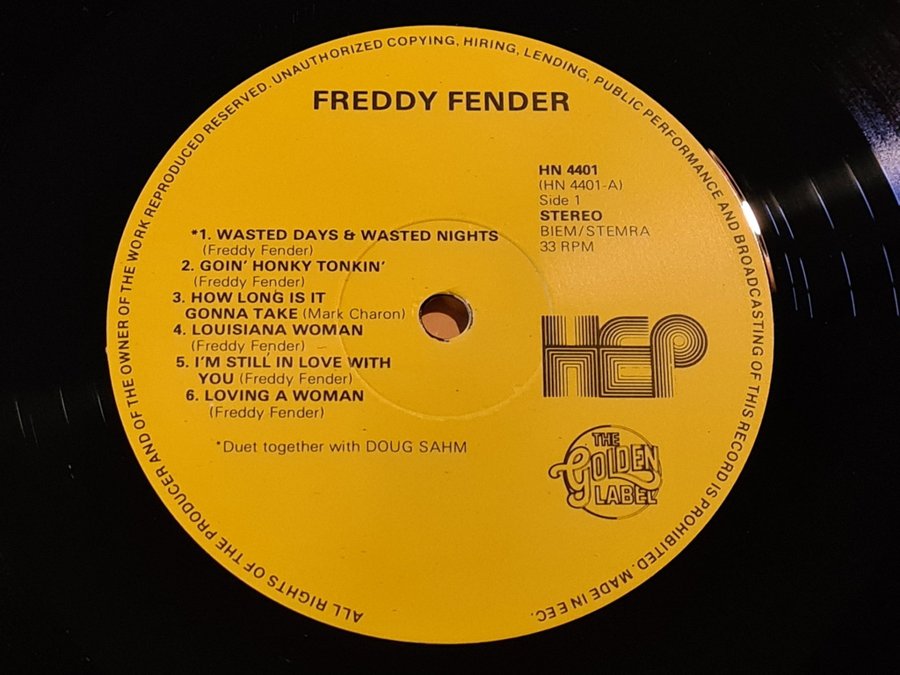 FREDDY FENDER
HN 4401
(HN 4401-A)
Side 1
STEREO
BIEM/STEMRA
33 RPM
*1. WASTED DAYS & WASTED NIGHTS
(Freddy Fender)
2. GOIN' HONKY TONKIN'
(Freddy Fender)
3. HOW LONG IS IT
GONNA TAKE (Mark Charon)
4. LOUISIANA WOMAN
(Freddy Fender)
5. I'M STILL IN LOVE WITH
YOU (Freddy Fender)
6. LOVING A WOMAN
(Freddy Fender)
*Duet together with DOUG SAHM
HEP
THE
GOLDEN
LABEL
ALL RIGHTS OF THE PRODUCER AND OF THE OWNER OF THE WORK REPRODUCED RESERVED. UNAUTHORIZED COPYING, HIRING, LENDING, PUBLIC PERFORMANCE AND BROADCASTING OF THIS RECORD IS PROHIBITED. MADE IN EEC.